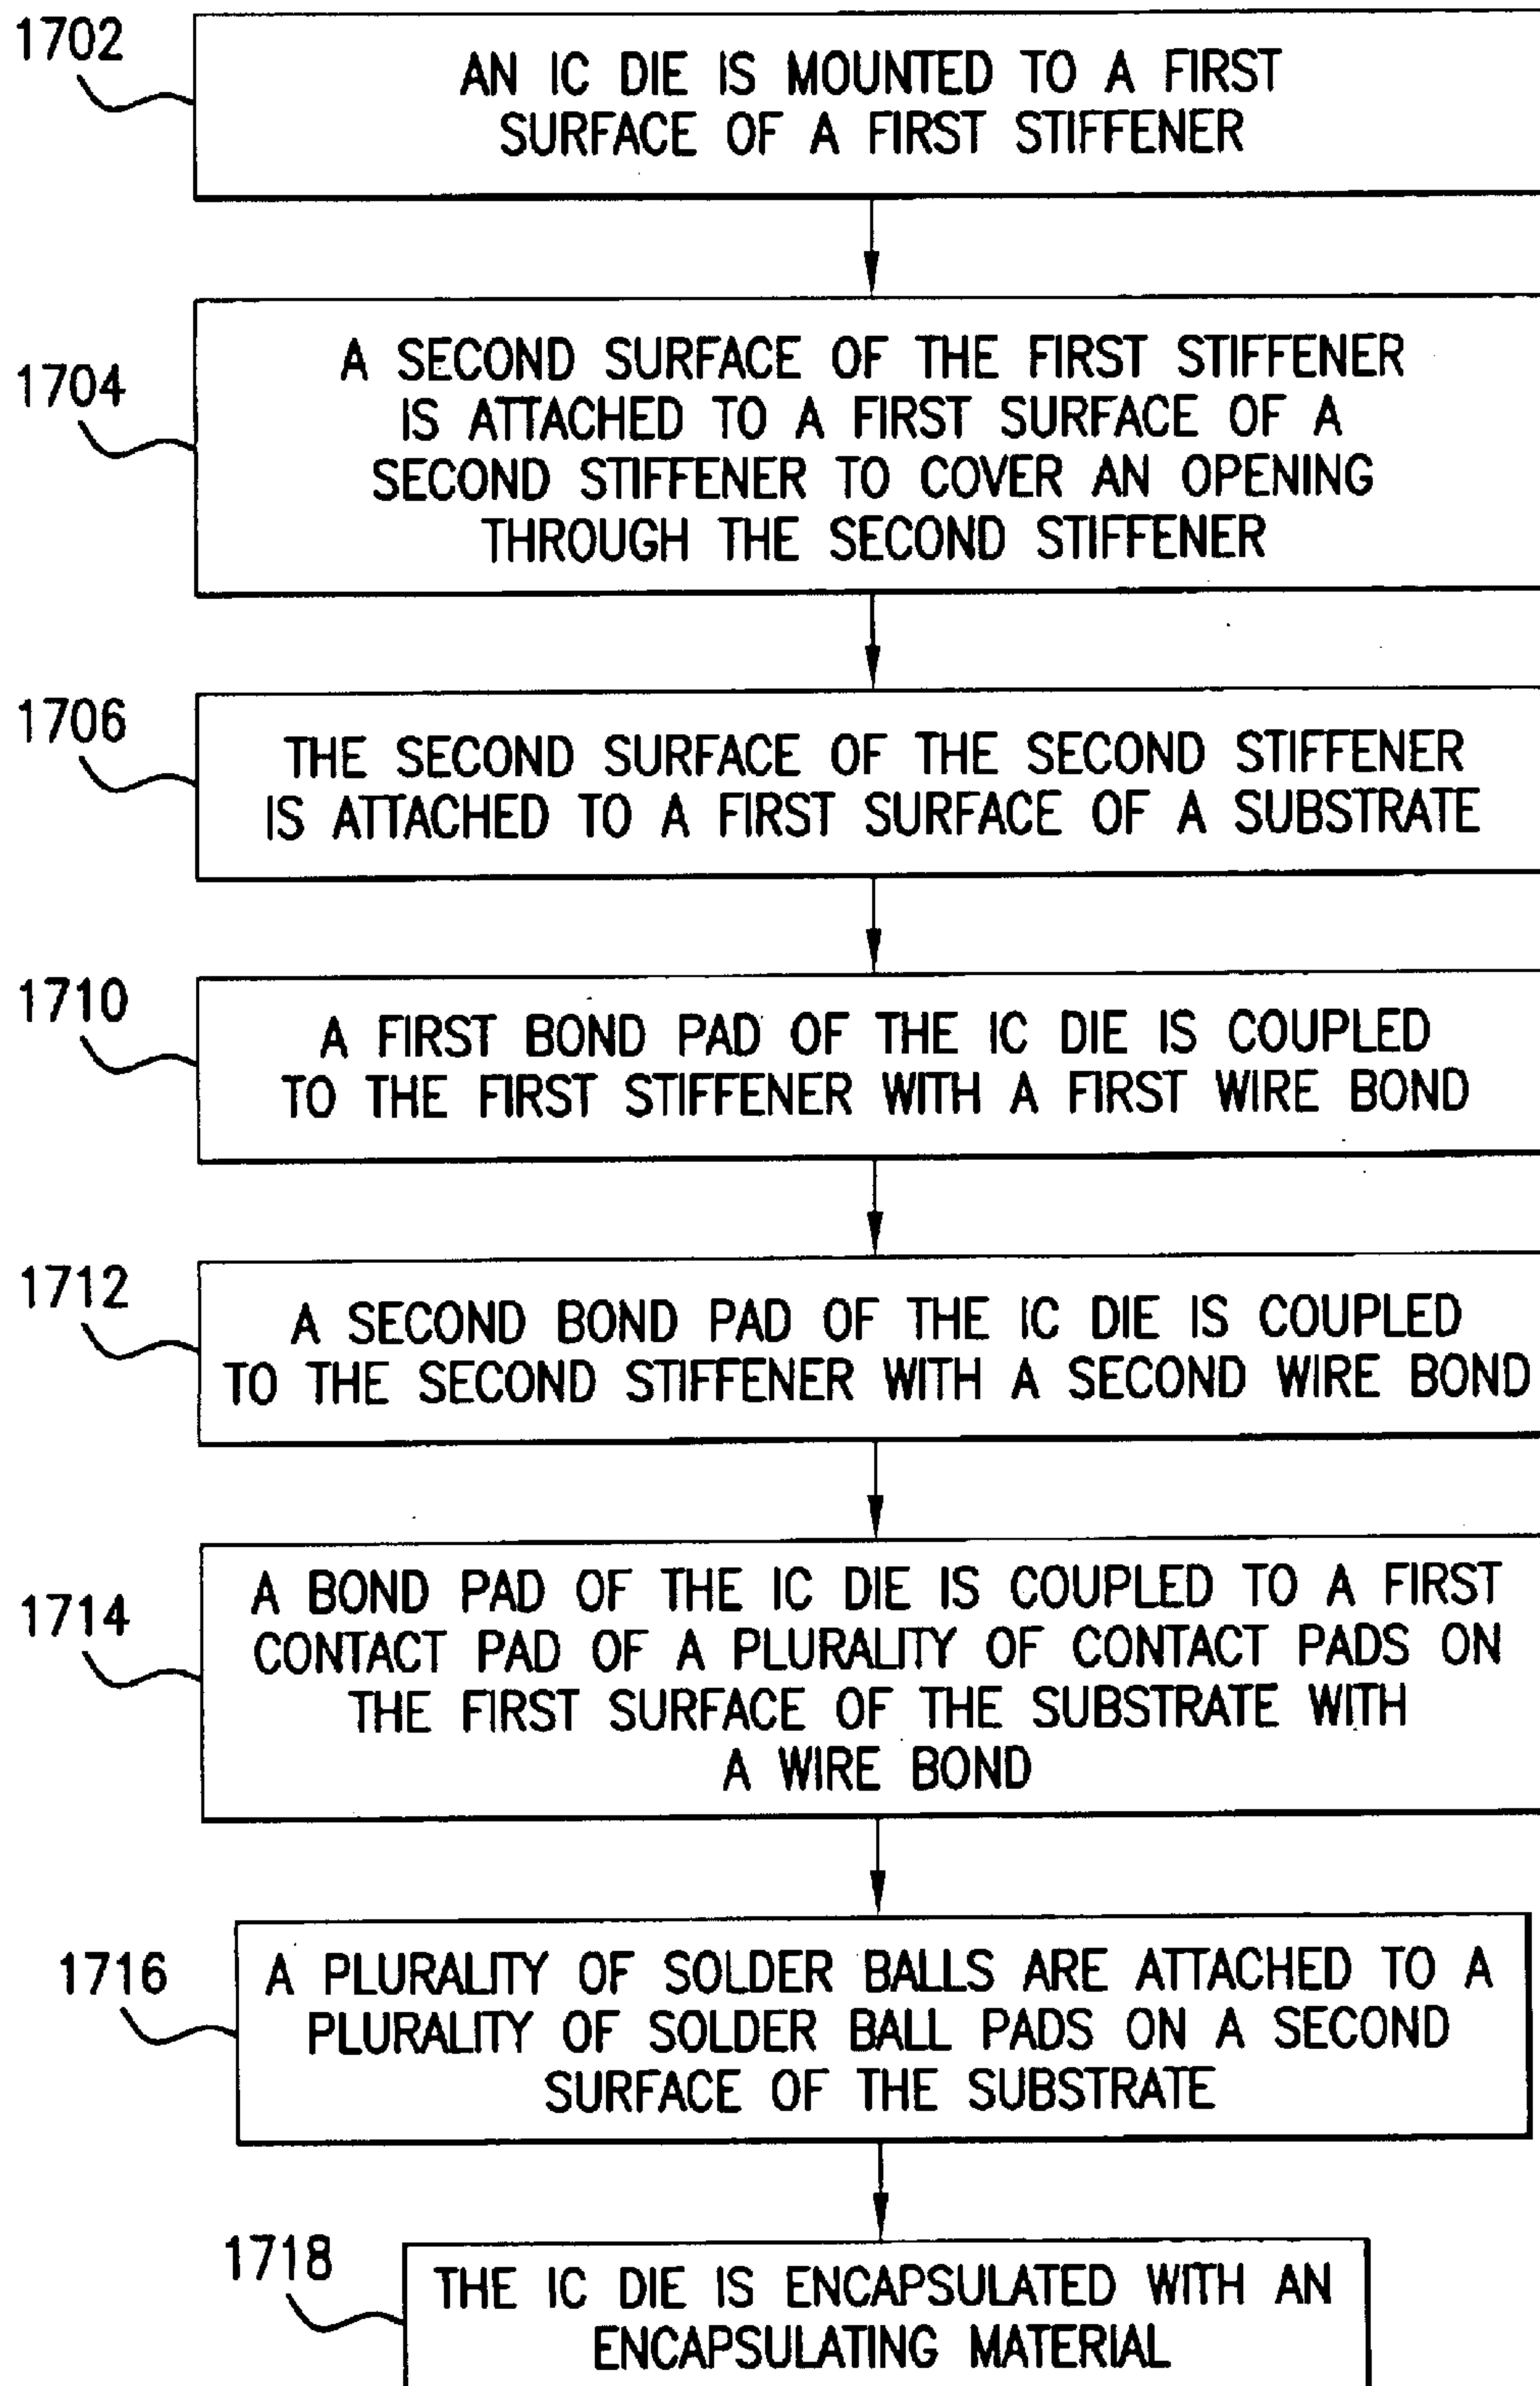 1702
AN IC DIE IS MOUNTED TO A FIRST
SURFACE OF A FIRST STIFFENER
1704
A SECOND SURFACE OF THE FIRST STIFFENER
IS ATTACHED TO A FIRST SURFACE OF A
SECOND STIFFENER TO COVER AN OPENING
THROUGH THE SECOND STIFFENER
1706
THE SECOND SURFACE OF THE SECOND STIFFENER
IS ATTACHED TO A FIRST SURFACE OF A SUBSTRATE
1710
A FIRST BOND PAD OF THE IC DIE IS COUPLED
TO THE FIRST STIFFENER WITH A FIRST WIRE BOND
1712
A SECOND BOND PAD OF THE IC DIE IS COUPLED
TO THE SECOND STIFFENER WITH A SECOND WIRE BOND
1714
A BOND PAD OF THE IC DIE IS COUPLED TO A FIRST
CONTACT PAD OF A PLURALITY OF CONTACT PADS ON
THE FIRST SURFACE OF THE SUBSTRATE WITH
A WIRE BOND
1716
A PLURALITY OF SOLDER BALLS ARE ATTACHED TO A
PLURALITY OF SOLDER BALL PADS ON A SECOND
SURFACE OF THE SUBSTRATE
1718
THE IC DIE IS ENCAPSULATED WITH AN
ENCAPSULATING MATERIAL